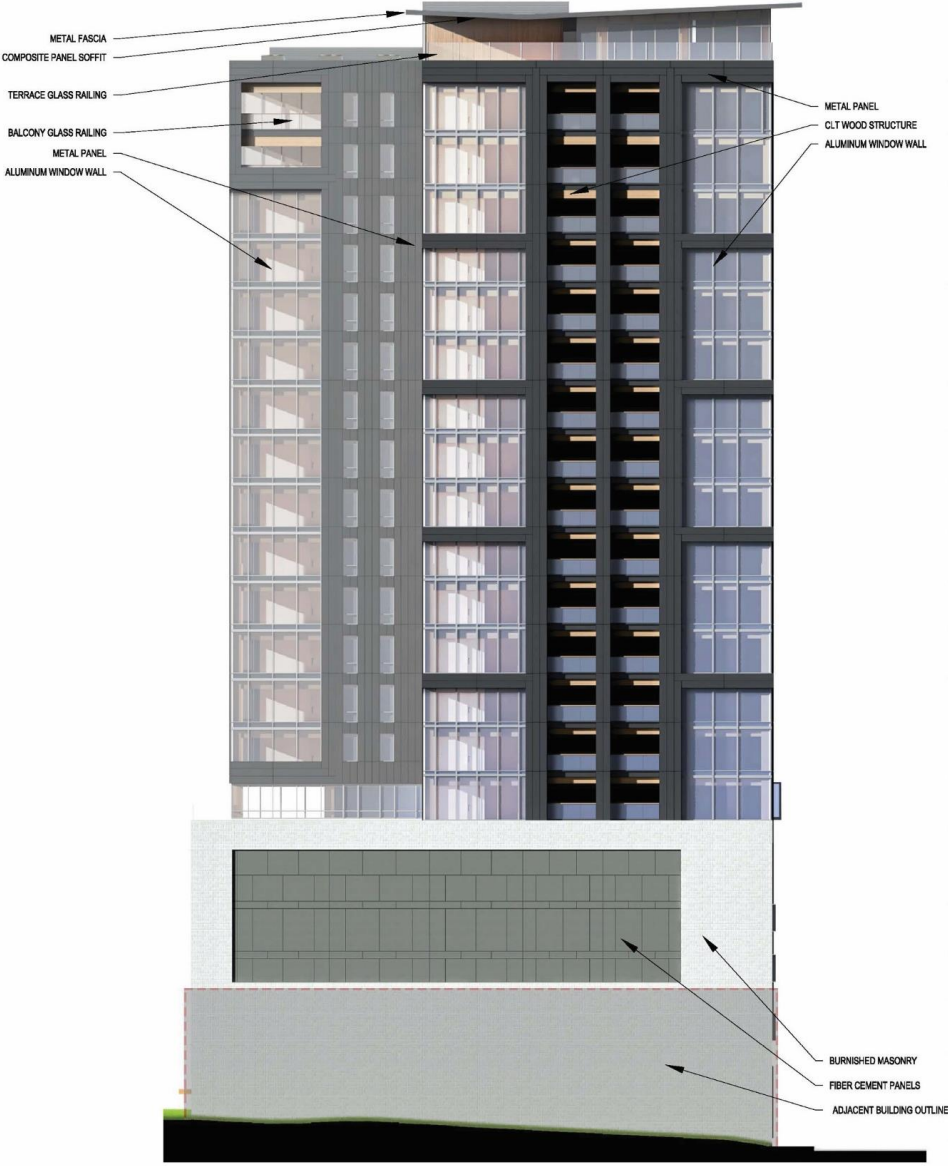 METAL FASCIA
COMPOSITE PANEL SOFFIT
TERRACE GLASS RAILING
BALCONY GLASS RAILING
METAL PANEL
ALUMINUM WINDOW WALL
METAL PANEL
CLT WOOD STRUCTURE
ALUMINUM WINDOW WALL
BURNISHED MASONRY
FIBER CEMENT PANELS
ADJACENT BUILDING OUTLINE